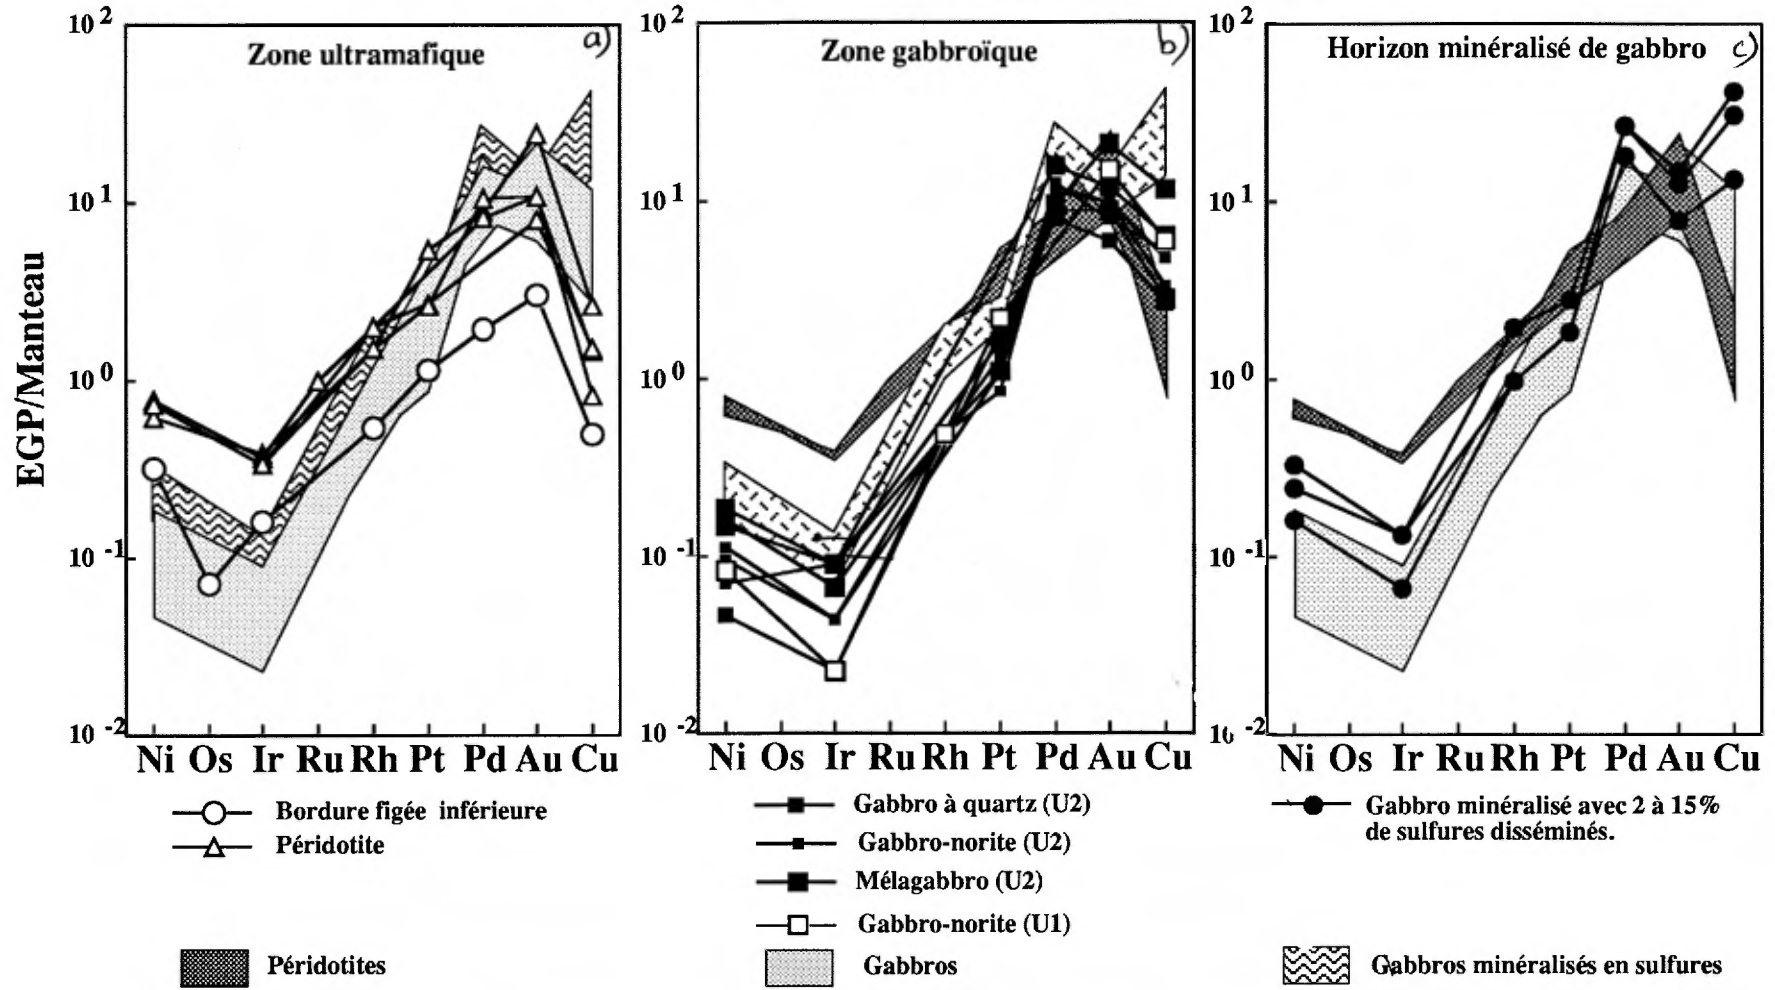 Zone ultramafique
a)
Zone gabbroïque
b)
Horizon minéralisé de gabbro
c)
EGP/Manteau
10 2
10 1
10 0
10 -1
10 -2
10 2
10 1
10 0
10 -1
10 -2
10 2
10 1
10 0
10 -1
10 -2
Ni Os Ir Ru Rh Pt Pd Au Cu
Ni Os Ir Ru Rh Pt Pd Au Cu
Ni Os Ir Ru Rh Pt Pd Au Cu
Bordure figée inférieure
Péridotite
Gabbro à quartz (U2)
Gabbro-norite (U2)
Mélagabbro (U2)
Gabbro-norite (U1)
Gabbro minéralisé avec 2 à 15%
de sulfures disséminés.
Péridotites
Gabbros
Gabbros minéralisés en sulfures